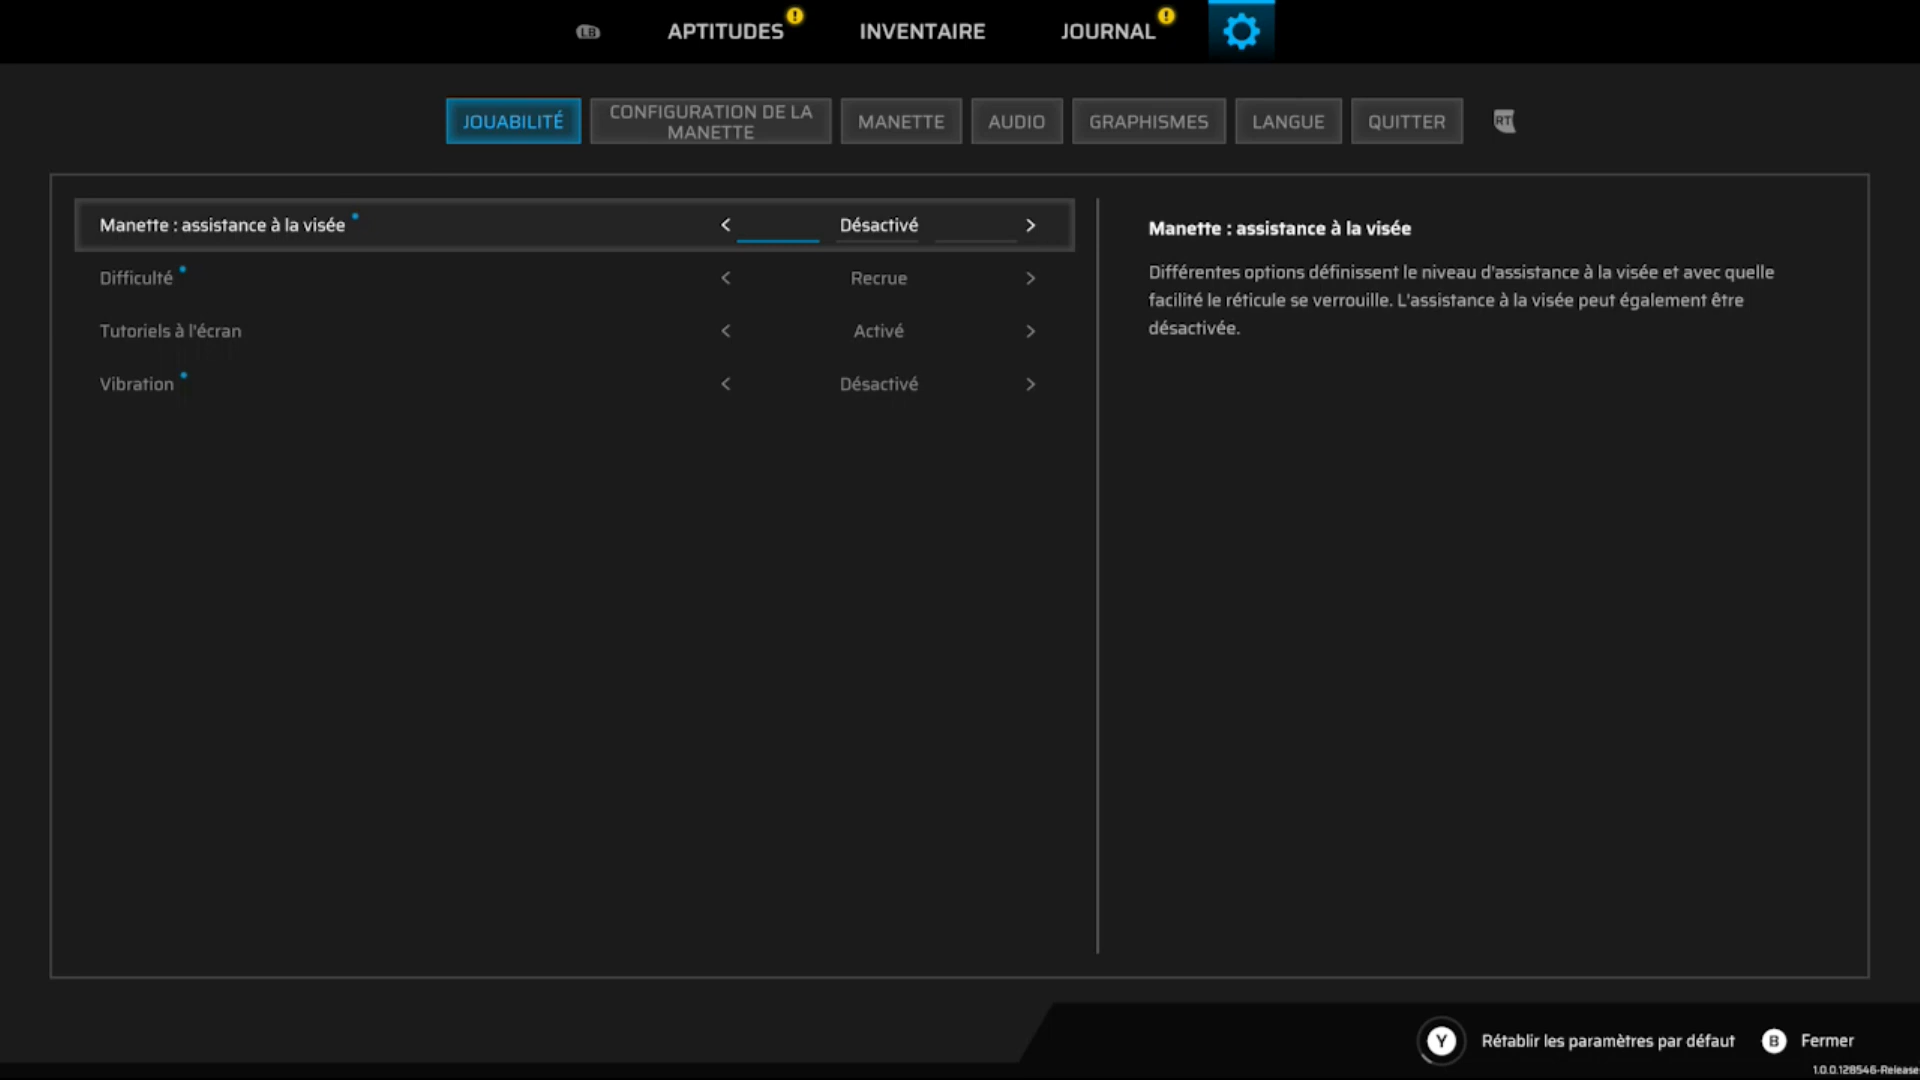 LB
APTITUDES !
INVENTAIRE
JOURNAL !
JOUABILITÉ
CONFIGURATION DE LA
MANETTE
MANETTE
AUDIO
GRAPHISMES
LANGUE
QUITTER
RT
Manette : assistance à la visée
< Désactivé >
Difficulté
< Recrue >
Tutoriels à l'écran
< Activé >
Vibration
< Désactivé >
Manette : assistance à la visée
Différentes options définissent le niveau d'assistance à la visée et avec quelle
facilité le réticule se verrouille. L'assistance à la visée peut également être
désactivée.
Y Rétablir les paramètres par défaut
B Fermer
1.0.0.128546-Release